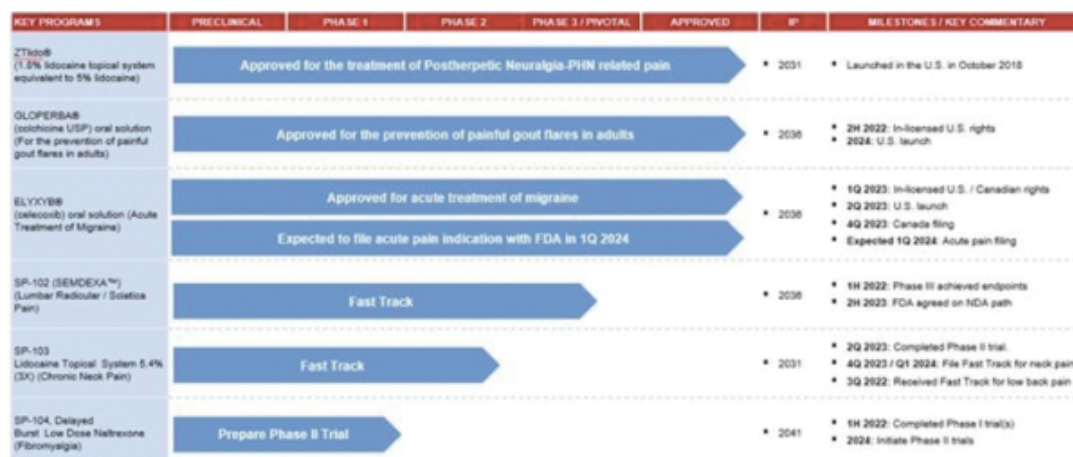 KEY PROGRAMS PRECLINICAL PHASE 1 PHASE 2 PHASE 3 / PIVOTAL APPROVED IP MILESTONES / KEY COMMENTARY
ZTlido®
(1.8% lidocaine topical system
equivalent to 5% lidocaine)
Approved for the treatment of Postherpetic Neuralgia-PHN related pain
▪ 2031
▪ Launched in the U.S. in October 2018
GLOPERBA®
(colchicine USP) oral solution
(For the prevention of painful
gout flares in adults)
Approved for the prevention of painful gout flares in adults
▪ 2036
▪ 2H 2022: In-licensed U.S. rights
▪ 2024: U.S. launch
ELYXYB®
(celecoxib) oral solution (Acute
Treatment of Migraine)
Approved for acute treatment of migraine
Expected to file acute pain indication with FDA in 1Q 2024
▪ 2036
▪ 1Q 2023: In-licensed U.S. / Canadian rights
▪ 2Q 2023: U.S. launch
▪ 4Q 2023: Canada filing
▪ Expected 1Q 2024: Acute pain filing
SP-102 (SEMDEXA™)
(Lumbar Radicular / Sciatica
Pain)
Fast Track
▪ 2036
▪ 1H 2022: Phase III achieved endpoints
▪ 2H 2023: FDA agreed on NDA path
SP-103
Lidocaine Topical System 5.4%
(3X) (Chronic Neck Pain)
Fast Track
▪ 2031
▪ 2Q 2023: Completed Phase II trial.
▪ 4Q 2023 / Q1 2024: File Fast Track for neck pain
▪ 3Q 2022: Received Fast Track for low back pain
SP-104, Delayed
Burst Low Dose Naltrexone
(Fibromyalgia)
Prepare Phase II Trial
▪ 2041
▪ 1H 2022: Completed Phase I trial(s)
▪ 2024: Initiate Phase II trials